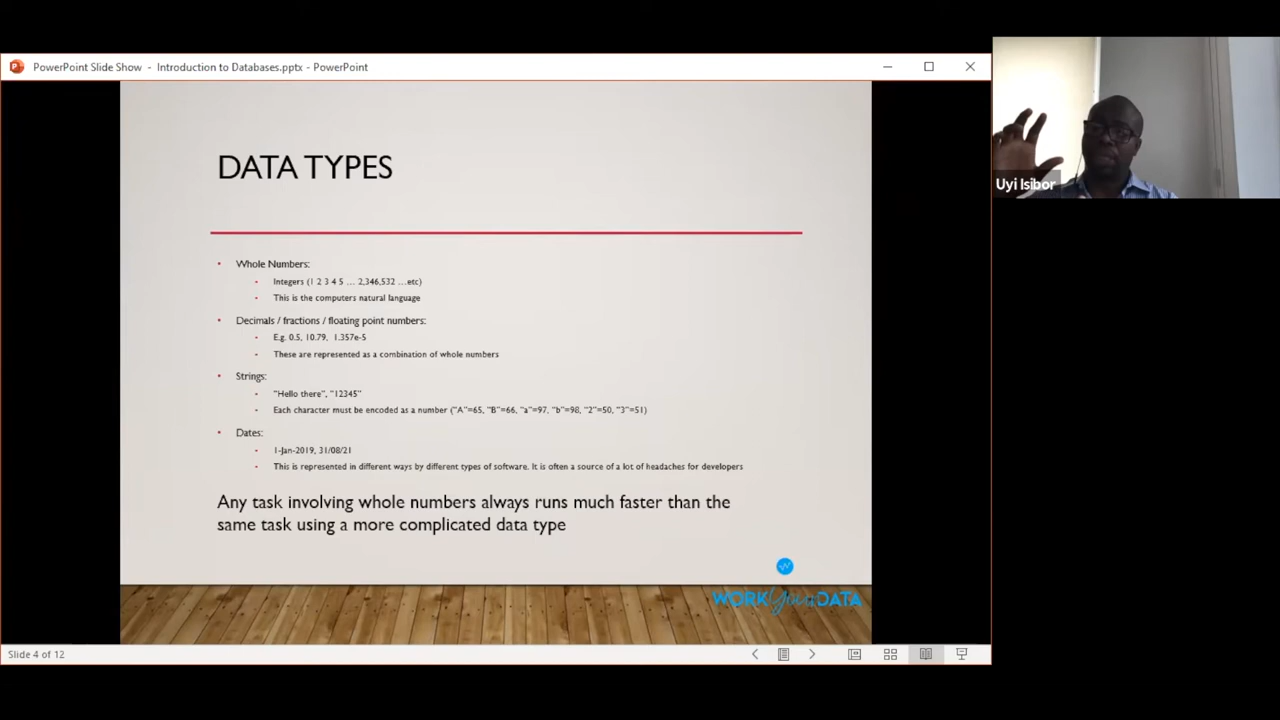 PowerPoint Slide Show - Introduction to Databases.pptx - PowerPoint
DATA TYPES
• Whole Numbers:
• Integers (1 2 3 4 5 … 2,346,532 …etc)
• This is the computers natural language
• Decimals / fractions / floating point numbers:
• E.g. 0.5, 10.79, 1.357e-5
• These are represented as a combination of whole numbers
• Strings:
• "Hello there", "12345"
• Each character must be encoded as a number ("A"=65, "B"=66, "a"=97, "b"=98, "2"=50, "3"=51)
• Dates:
• 1-Jan-2019, 31/08/21
• This is represented in different ways by different types of software. It is often a source of a lot of headaches for developers
Any task involving whole numbers always runs much faster than the
same task using a more complicated data type
WORK Your DATA
Slide 4 of 12
Uyi Isibor